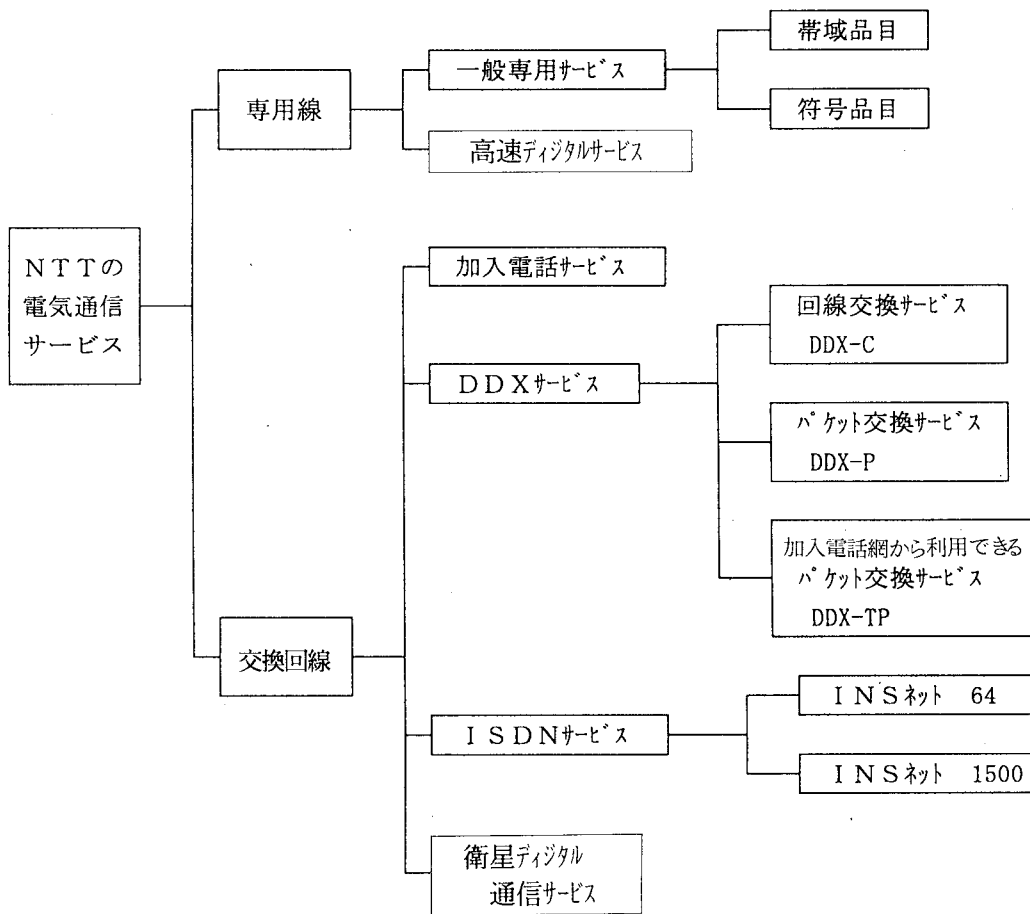 NTTの
電気通信
サービス
専用線
一般専用ｻｰﾋﾞｽ
帯域品目
符号品目
高速ﾃﾞｨｼﾞﾀﾙｻｰﾋﾞｽ
交換回線
加入電話ｻｰﾋﾞｽ
DDXｻｰﾋﾞｽ
回線交換ｻｰﾋﾞｽ
DDX-C
ﾊﾟｹｯﾄ交換ｻｰﾋﾞｽ
DDX-P
加入電話網から利用できる
ﾊﾟｹｯﾄ交換ｻｰﾋﾞｽ
DDX-TP
ISDNｻｰﾋﾞｽ
INSﾈｯﾄ 64
INSﾈｯﾄ 1500
衛星ﾃﾞｨｼﾞﾀﾙ
通信ｻｰﾋﾞｽ